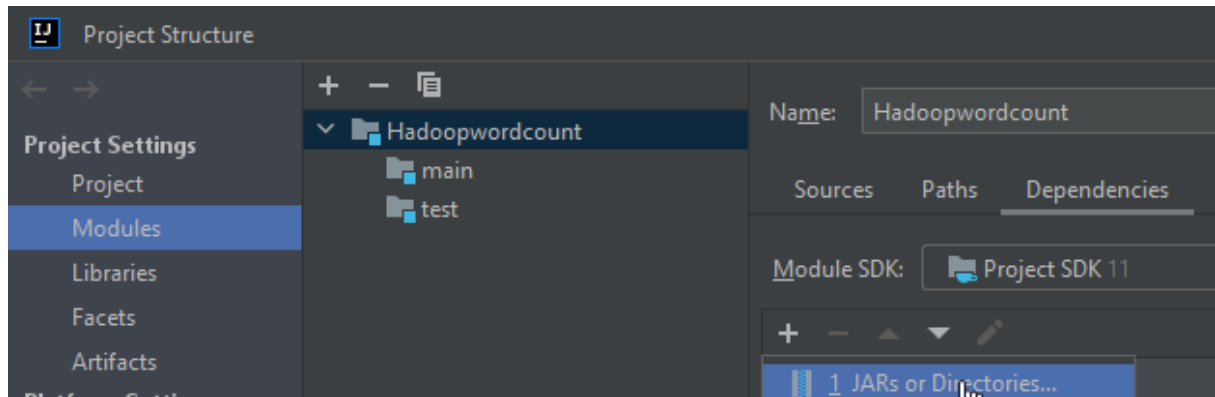 IJ Project Structure
Project Settings
Project
Modules
Libraries
Facets
Artifacts
Hadoopwordcount
main
test
Name: Hadoopwordcount
Sources Paths Dependencies
Module SDK: Project SDK 11
1 JARs or Directories...